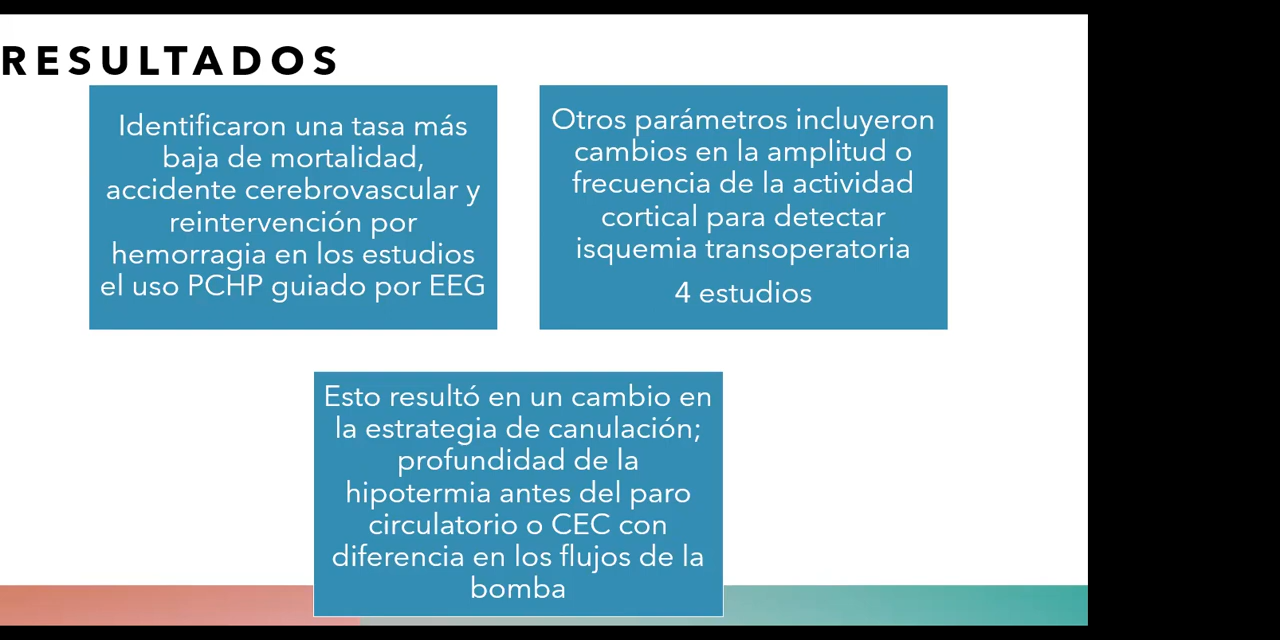 RESULTADOS
Identificaron una tasa más
baja de mortalidad,
accidente cerebrovascular y
reintervención por
hemorragia en los estudios
el uso PCHP guiado por EEG
Otros parámetros incluyeron
cambios en la amplitud o
frecuencia de la actividad
cortical para detectar
isquemia transoperatoria
4 estudios
Esto resultó en un cambio en
la estrategia de canulación;
profundidad de la
hipotermia antes del paro
circulatorio o CEC con
diferencia en los flujos de la
bomba